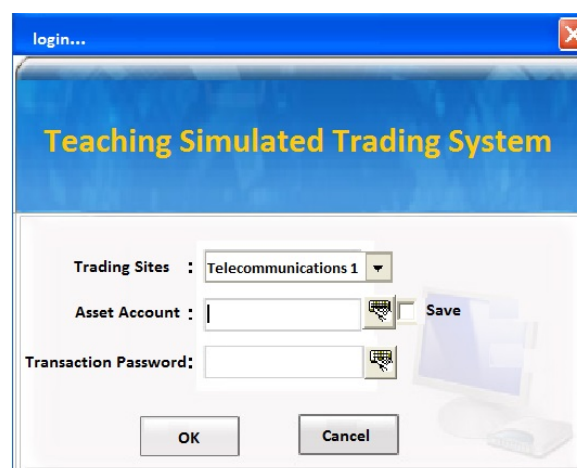 login...
Teaching Simulated Trading System
Trading Sites : Telecommunications 1
Asset Account : Save
Transaction Password:
OK Cancel